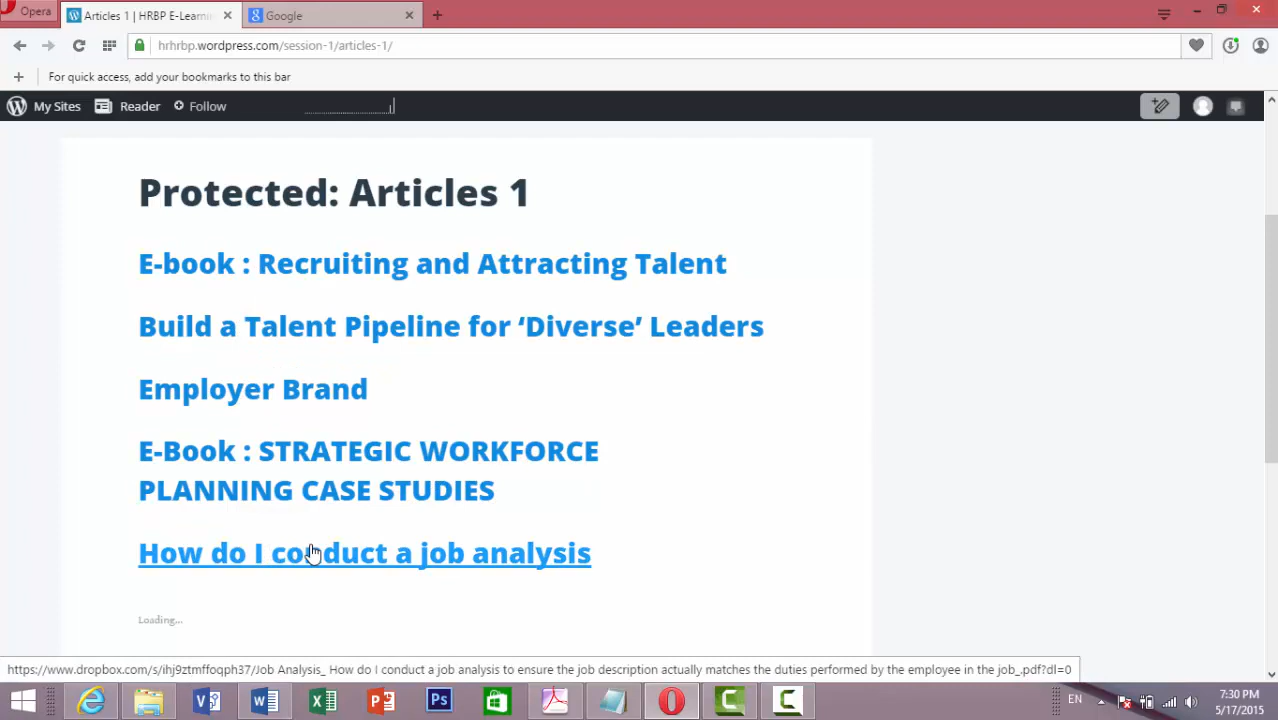 Opera
Articles 1 | HRBP E-Learnin
Google
hrhrbp.wordpress.com/session-1/articles-1/
For quick access, add your bookmarks to this bar
My Sites
Reader
Follow
Protected: Articles 1
E-book : Recruiting and Attracting Talent
Build a Talent Pipeline for ‘Diverse’ Leaders
Employer Brand
E-Book : STRATEGIC WORKFORCE
PLANNING CASE STUDIES
How do I conduct a job analysis
Loading...
https://www.dropbox.com/s/ihj9ztmffoqph37/Job Analysis_ How do I conduct a job analysis to ensure the job description actually matches the duties performed by the employee in the job_.pdf?dl=0
EN
7:30 PM
5/17/2015